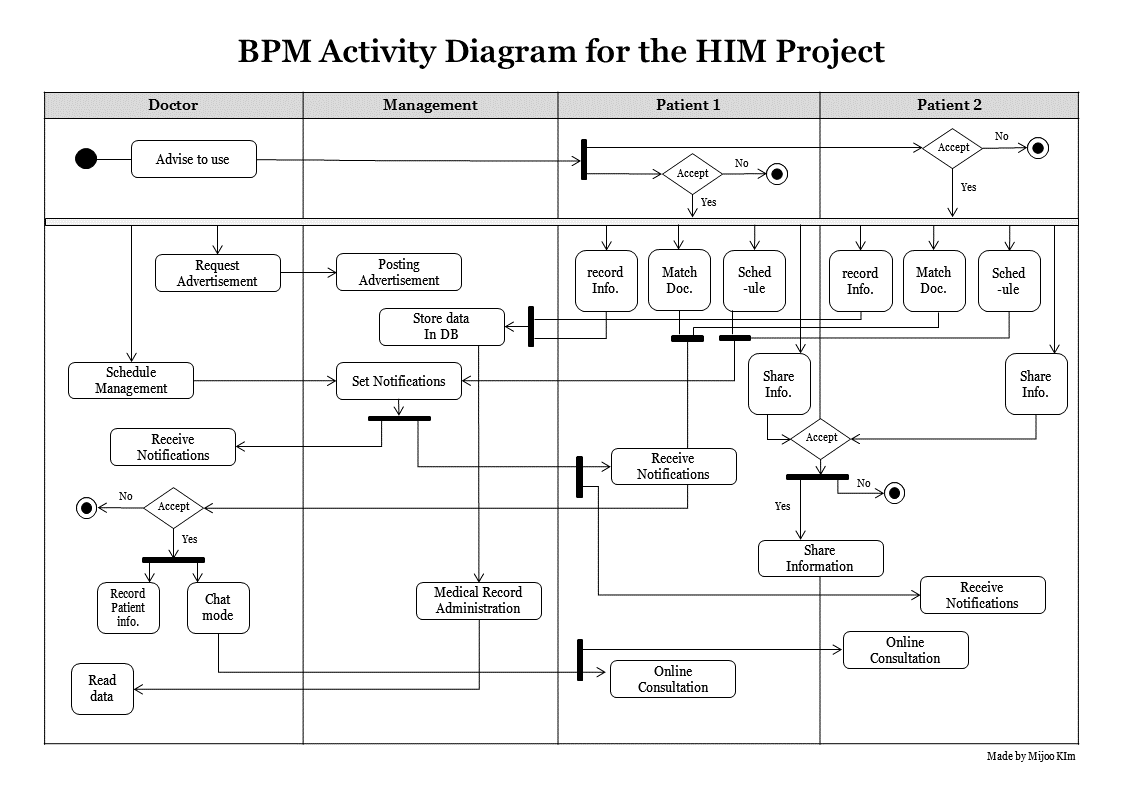 BPM Activity Diagram for the HIM Project
Doctor
Management
Patient 1
Patient 2
Advise to use
Accept
No
Yes
Accept
No
Yes
Request
Advertisement
Posting
Advertisement
record
Info.
Match
Doc.
Sched
-ule
record
Info.
Match
Doc.
Sched
-ule
Store data
In DB
Schedule
Management
Set Notifications
Share
Info.
Share
Info.
Receive
Notifications
Accept
Receive
Notifications
No
Yes
No
Accept
Yes
Share
Information
Record
Patient
info.
Chat
mode
Medical Record
Administration
Receive
Notifications
Online
Consultation
Read
data
Online
Consultation
Made by Mijoo KIm